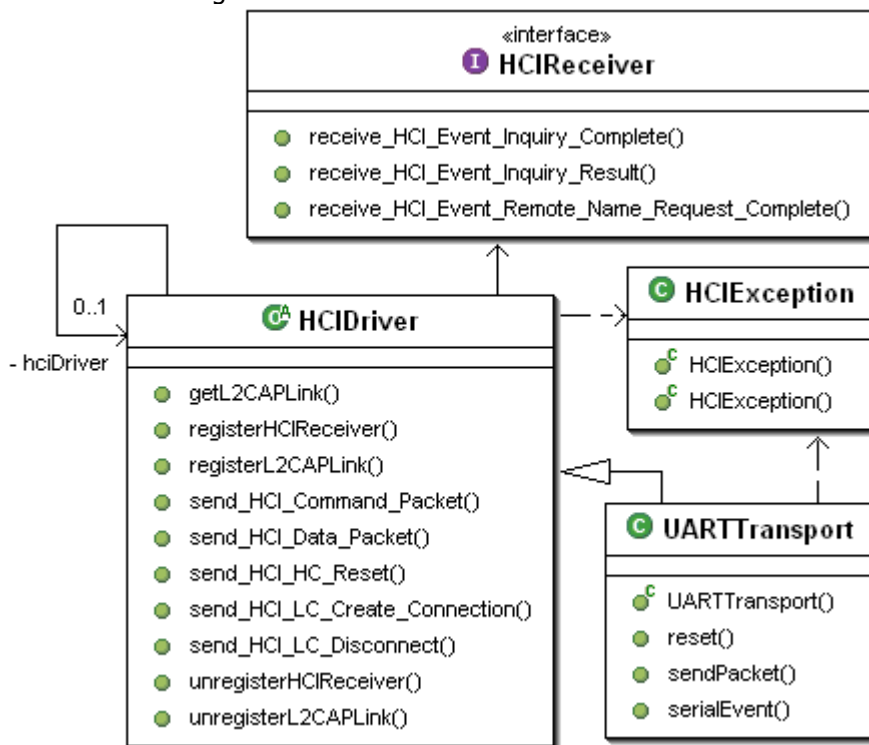 «interface»
I HCIReceiver
receive_HCI_Event_Inquiry_Complete()
receive_HCI_Event_Inquiry_Result()
receive_HCI_Event_Remote_Name_Request_Complete()
0..1
- hciDriver
C A HCIDriver
getL2CAPLink()
registerHCIReceiver()
registerL2CAPLink()
send_HCI_Command_Packet()
send_HCI_Data_Packet()
send_HCI_HC_Reset()
send_HCI_LC_Create_Connection()
send_HCI_LC_Disconnect()
unregisterHCIReceiver()
unregisterL2CAPLink()
C HCIException
C HCIException()
C HCIException()
C UARTTransport
C UARTTransport()
reset()
sendPacket()
serialEvent()